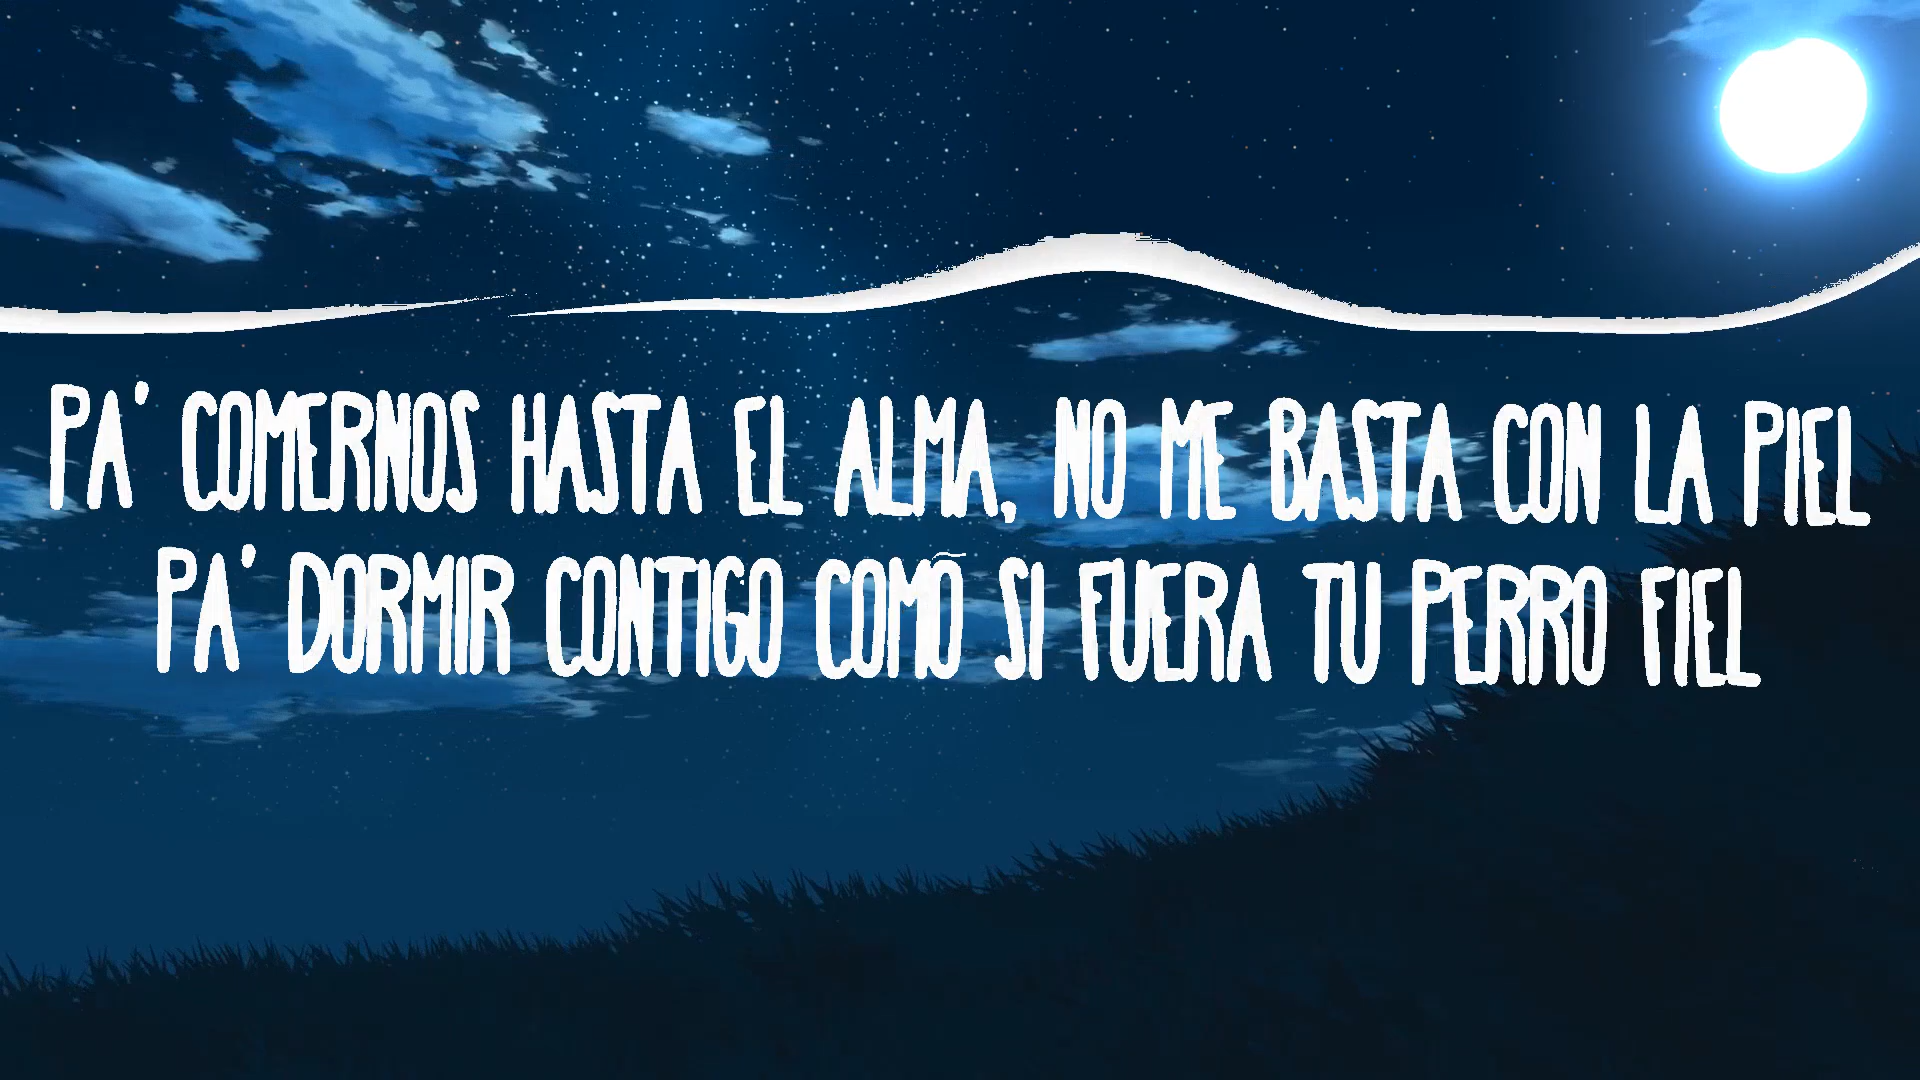 PA' COMERNOS HASTA EL ALMA, NO ME BASTA CON LA PIEL
PA' DORMIR CONTIGO COMO SI FUERA TU PERRO FIEL